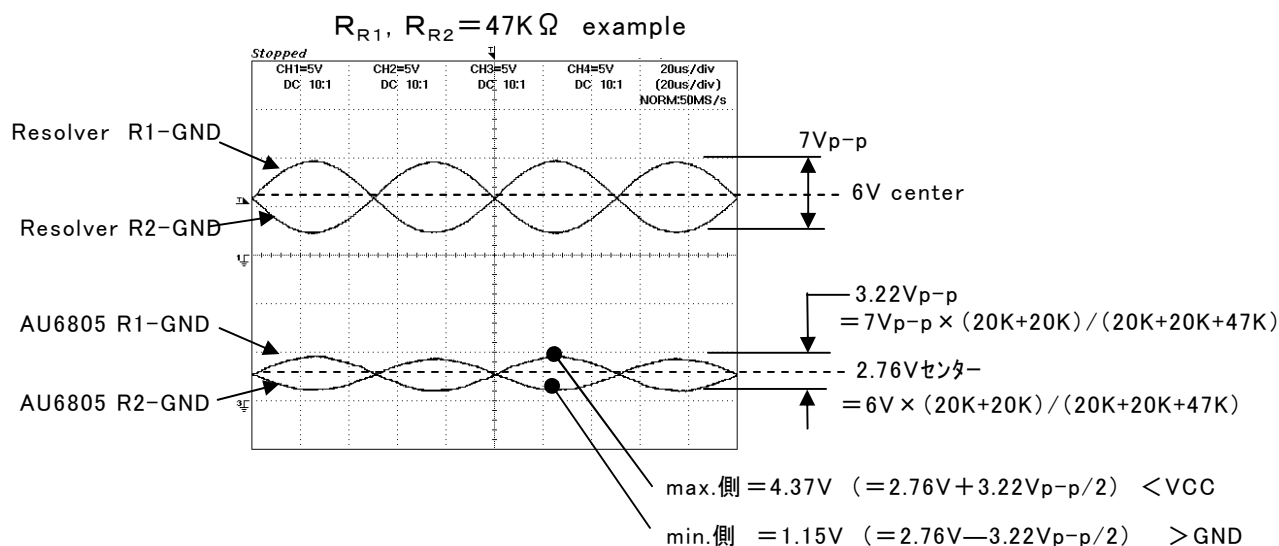 R_R1, R_R2=47KΩ example
Stopped
CH1=5V CH2=5V CH3=5V CH4=5V 20us/div
DC 10:1 DC 10:1 DC 10:1 DC 10:1 (20us/div)
NORM:50MS/s
Resolver R1-GND
7Vp-p
6V center
Resolver R2-GND
3.22Vp-p
=7Vp-p×(20K+20K)/(20K+20K+47K)
AU6805 R1-GND
2.76Vセンター
AU6805 R2-GND
=6V×(20K+20K)/(20K+20K+47K)
max.側=4.37V (=2.76V+3.22Vp-p/2) <VCC
min.側 =1.15V (=2.76V—3.22Vp-p/2) >GND